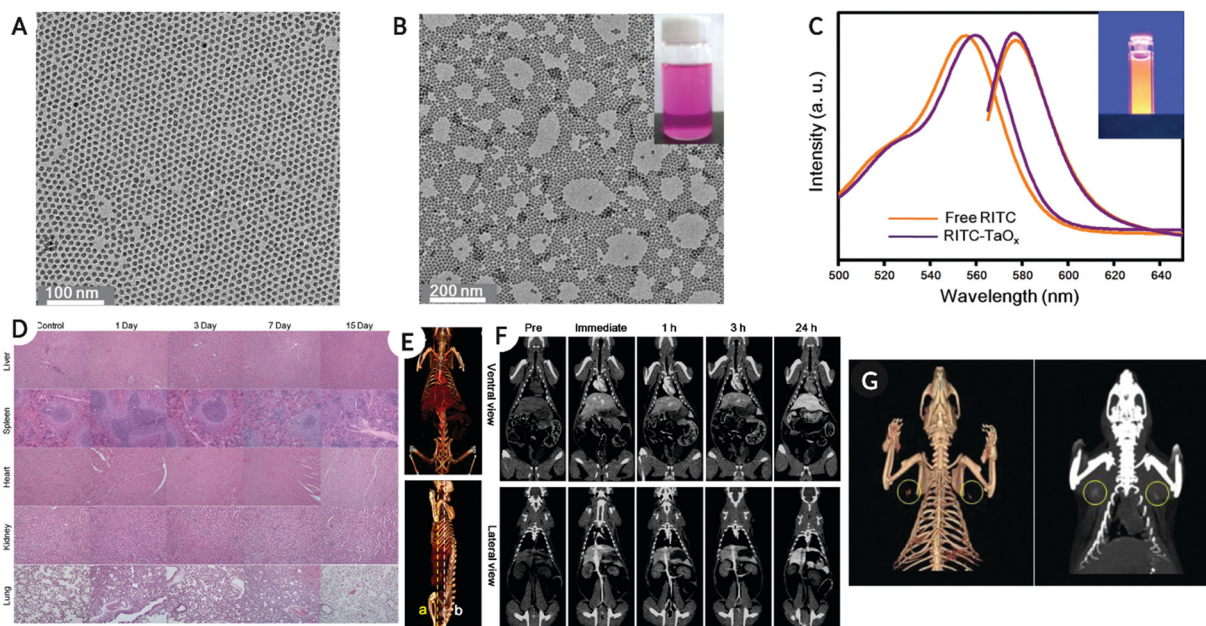 A
100 nm
B
200 nm
C
Intensity (a. u.)
Free RITC
RITC-TaOₓ
500 520 540 560 580 600 620 640
Wavelength (nm)
D
Control 1 Day 3 Day 7 Day 15 Day
Liver
Spleen
Heart
Kidney
Lung
E
a b
F
Pre Immediate 1 h 3 h 24 h
Ventral view
Lateral view
G